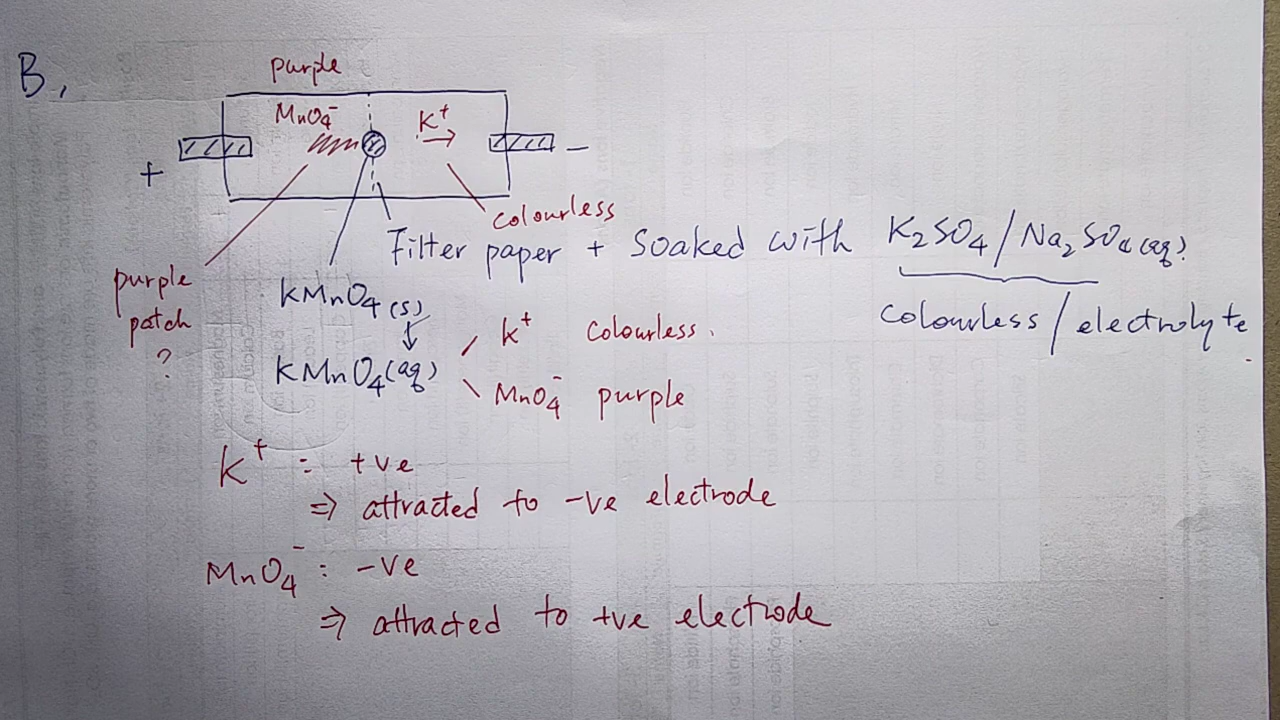 B,
purple
MnO₄⁻
K⁺
+
−
colourless
Filter paper + soaked with K₂SO₄/Na₂SO₄(aq).
purple
patch
?
KMnO₄(s)
colourless/electrolyte.
KMnO₄(aq)
K⁺ colourless.
MnO₄⁻ purple
K⁺ : +ve
⇒ attracted to -ve electrode
MnO₄⁻ : -ve
⇒ attracted to +ve electrode